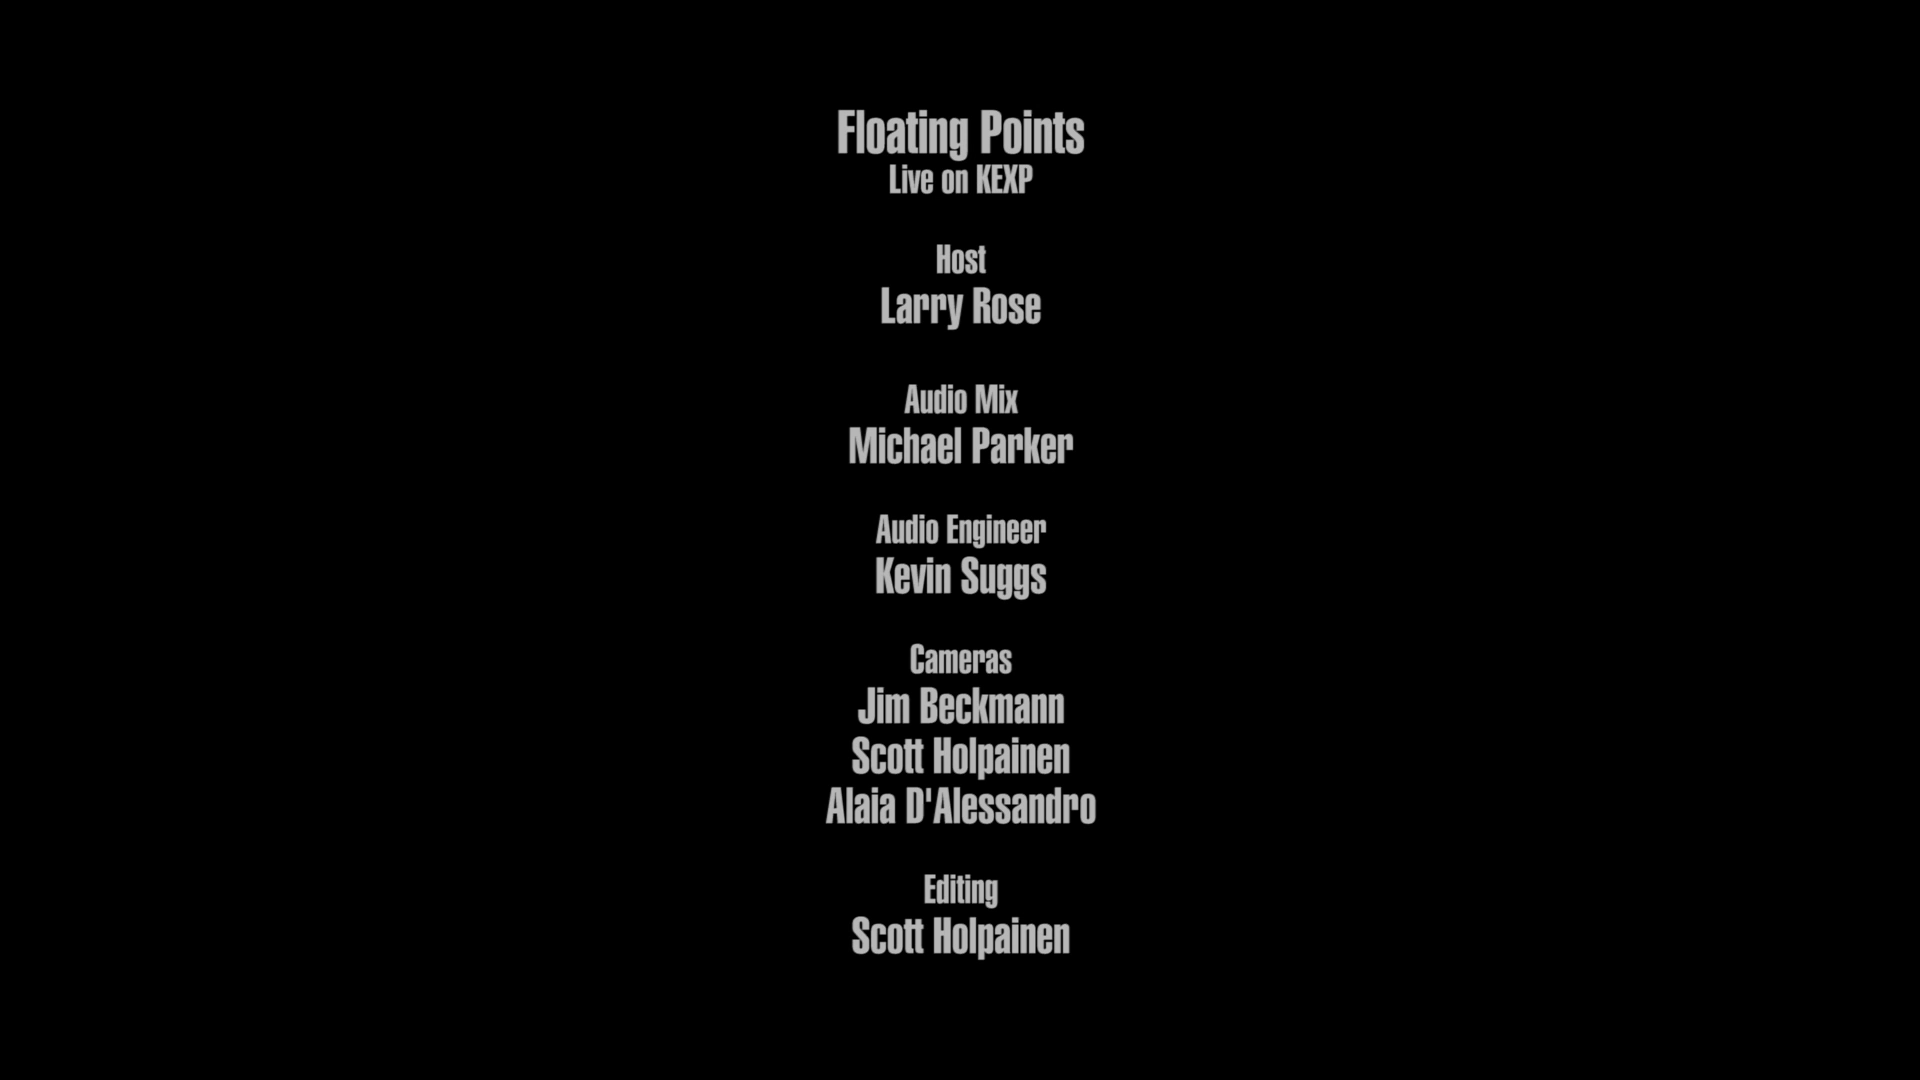 Floating Points
Live on KEXP
Host
Larry Rose
Audio Mix
Michael Parker
Audio Engineer
Kevin Suggs
Cameras
Jim Beckmann
Scott Holpainen
Alaia D'Alessandro
Editing
Scott Holpainen